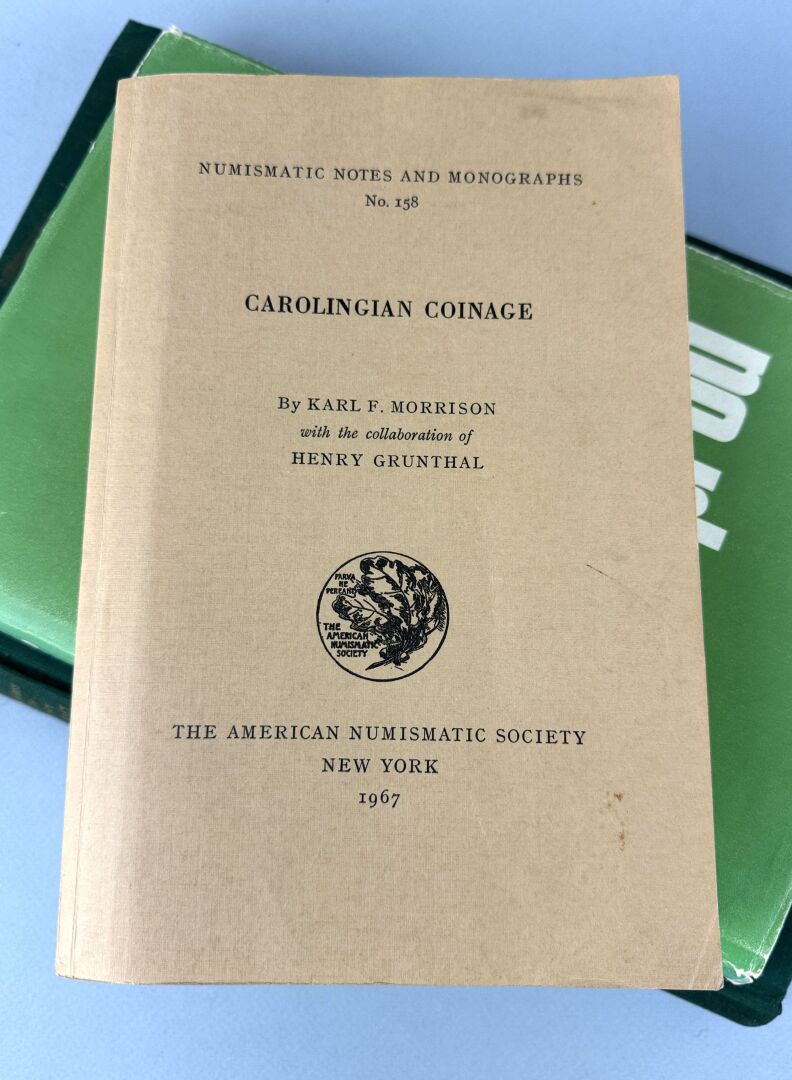 NUMISMATIC NOTES AND MONOGRAPHS
No. 158
CAROLINGIAN COINAGE
By KARL F. MORRISON
with the collaboration of
HENRY GRUNTHAL
PARVA
NE
PEREANT
THE
AMERICAN
NUMISMATIC
SOCIETY
THE AMERICAN NUMISMATIC SOCIETY
NEW YORK
1967